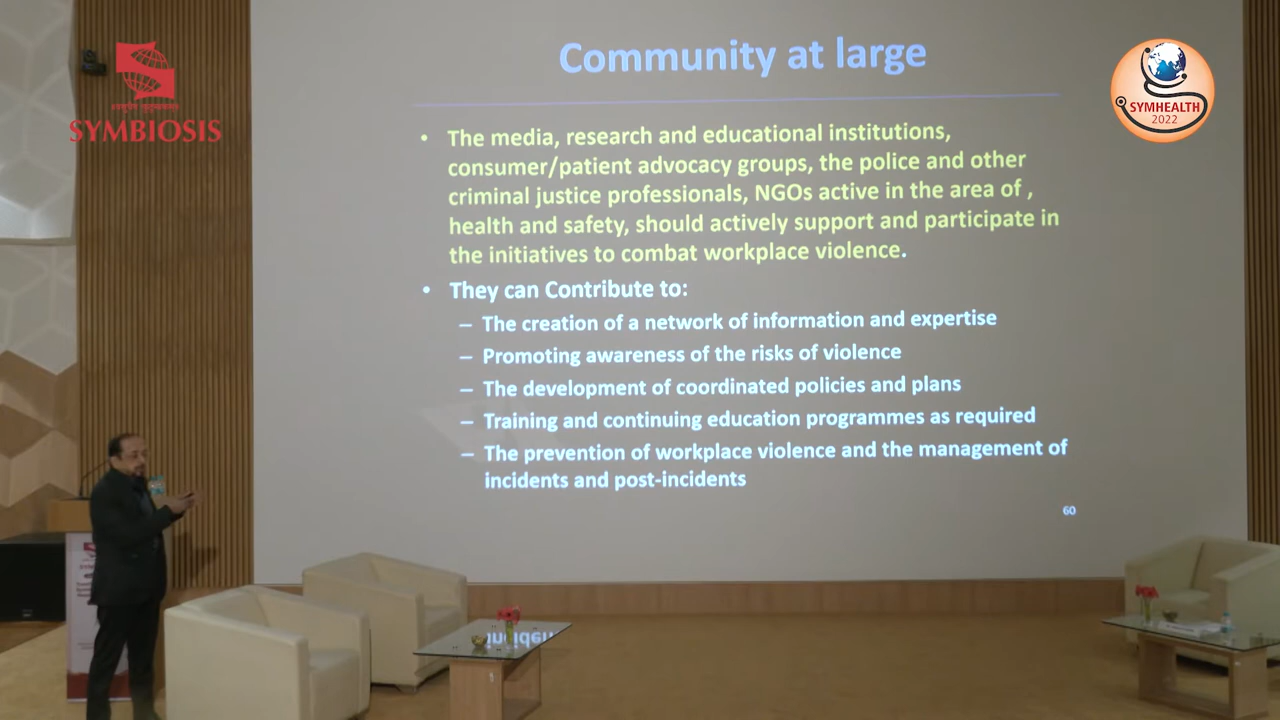 SYMBIOSIS
SYMHEALTH
2022
Community at large
• The media, research and educational institutions,
consumer/patient advocacy groups, the police and other
criminal justice professionals, NGOs active in the area of ,
health and safety, should actively support and participate in
the initiatives to combat workplace violence.
• They can Contribute to:
– The creation of a network of information and expertise
– Promoting awareness of the risks of violence
– The development of coordinated policies and plans
– Training and continuing education programmes as required
– The prevention of workplace violence and the management of
incidents and post-incidents
60